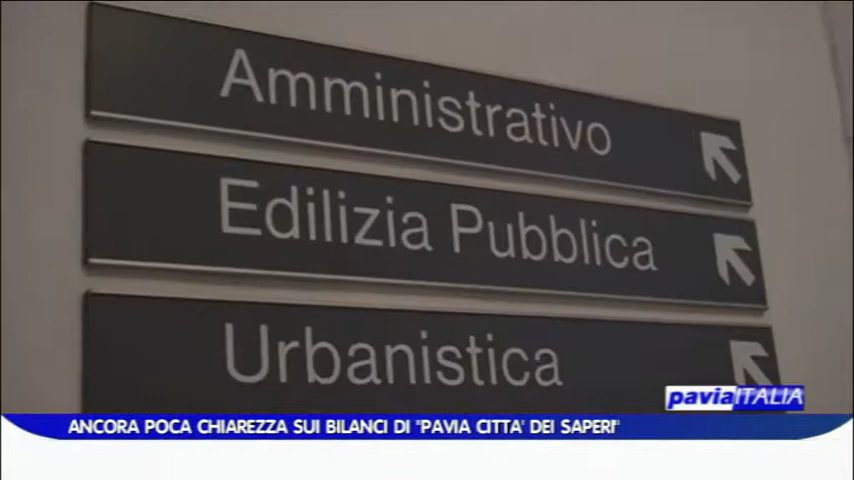 Amministrativo
Edilizia Pubblica
Urbanistica
paviaITALIA
ANCORA POCA CHIAREZZA SUI BILANCI DI "PAVIA CITTA' DEI SAPERI"